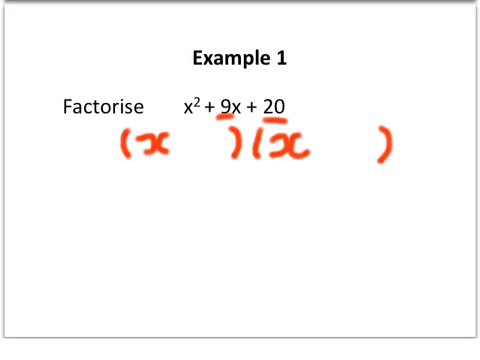 Example 1
Factorise x² + 9x + 20
(x )(x )